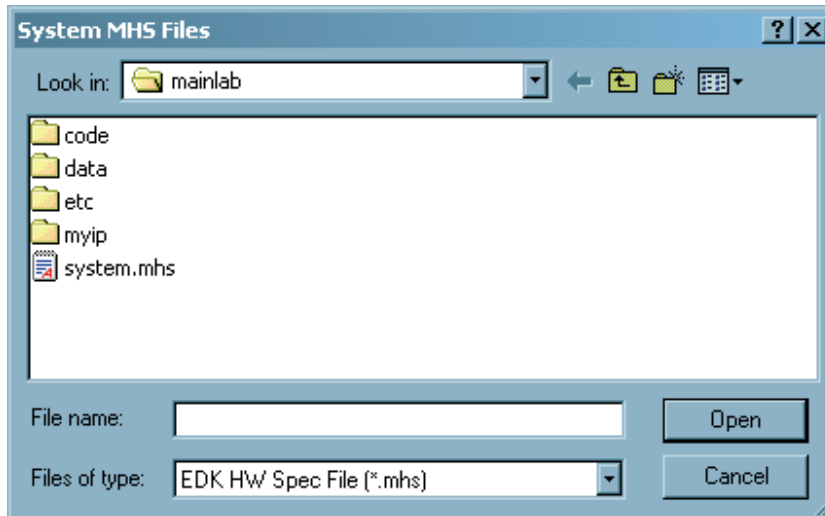 System MHS Files
Look in: mainlab
code
data
etc
myip
system.mhs
File name: Open
Files of type: EDK HW Spec File (*.mhs) Cancel